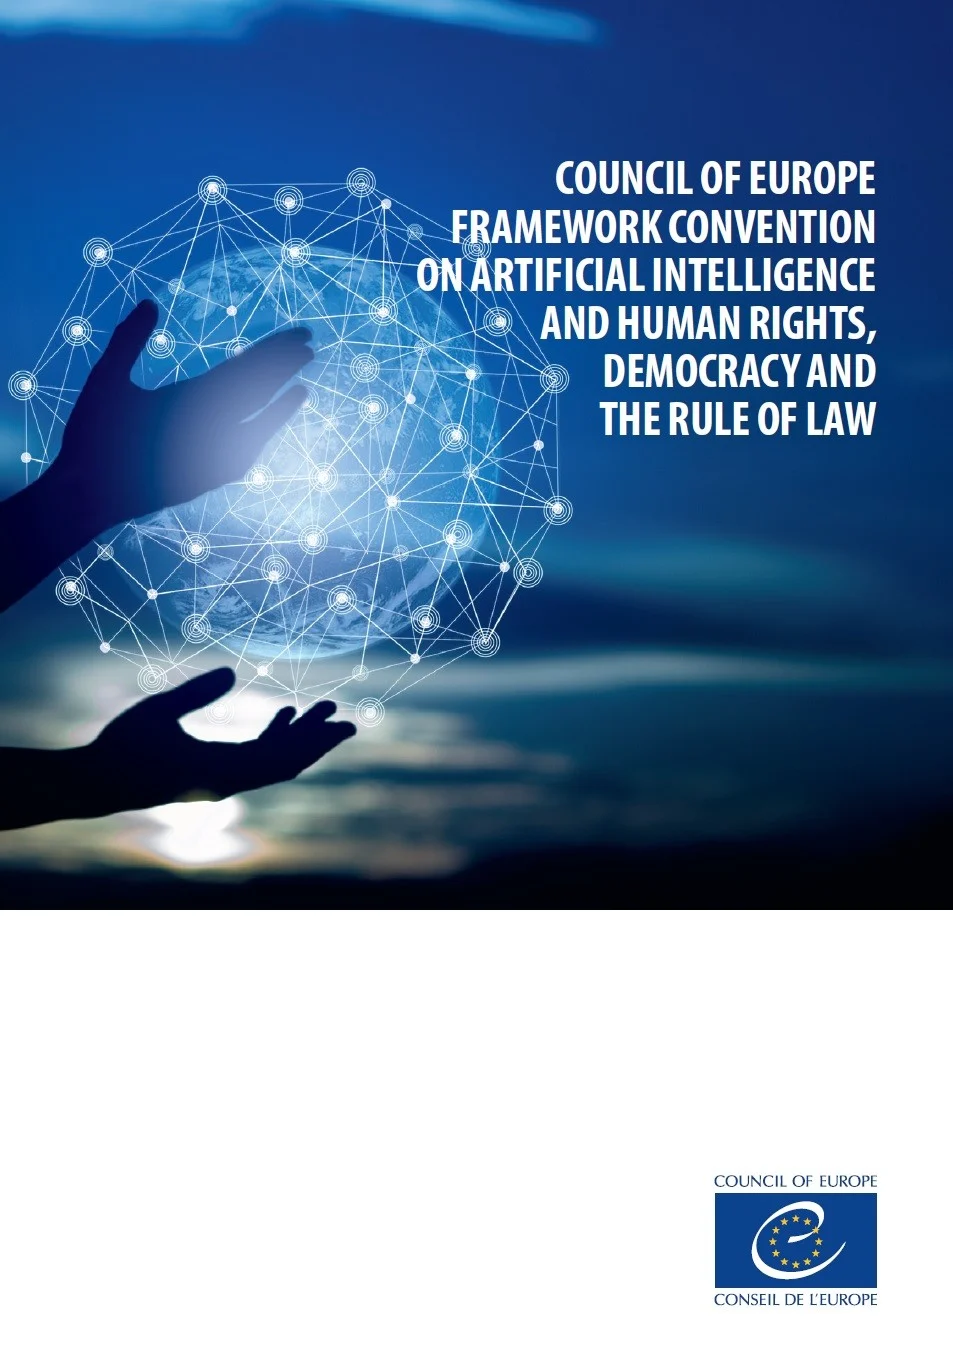 COUNCIL OF EUROPE
FRAMEWORK CONVENTION
ON ARTIFICIAL INTELLIGENCE
AND HUMAN RIGHTS,
DEMOCRACY AND
THE RULE OF LAW
COUNCIL OF EUROPE
CONSEIL DE L'EUROPE